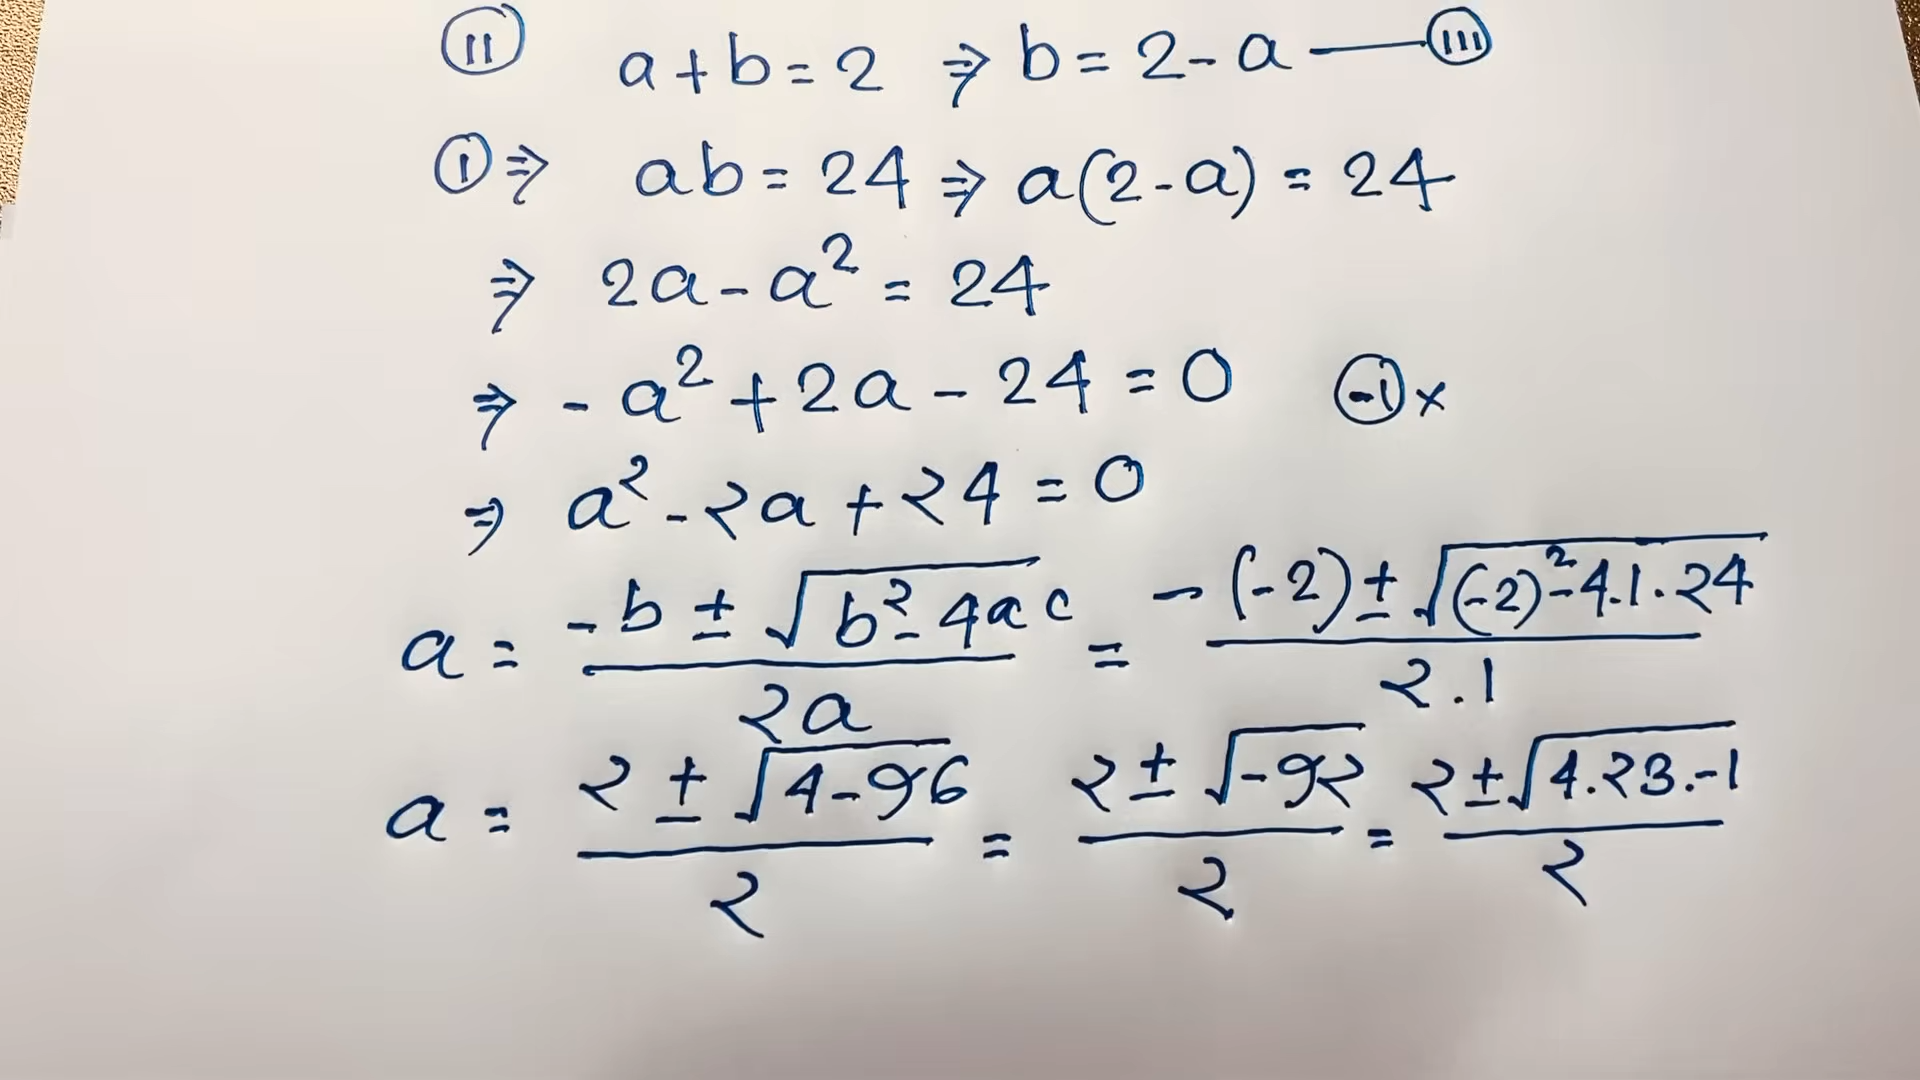 (II) a+b=2 ⇒ b=2-a —(III)
(I)⇒ ab=24 ⇒ a(2-a)=24
⇒ 2a-a²=24
⇒ -a²+2a-24=0 (-1)×
⇒ a²-2a+24=0
a = (-b ± √(b²-4ac))/2a = (-(-2) ± √((-2)²-4.1.24))/2.1
a = (2 ± √(4-96))/2 = (2 ± √-92)/2 = (2 ± √(4.23.-1))/2